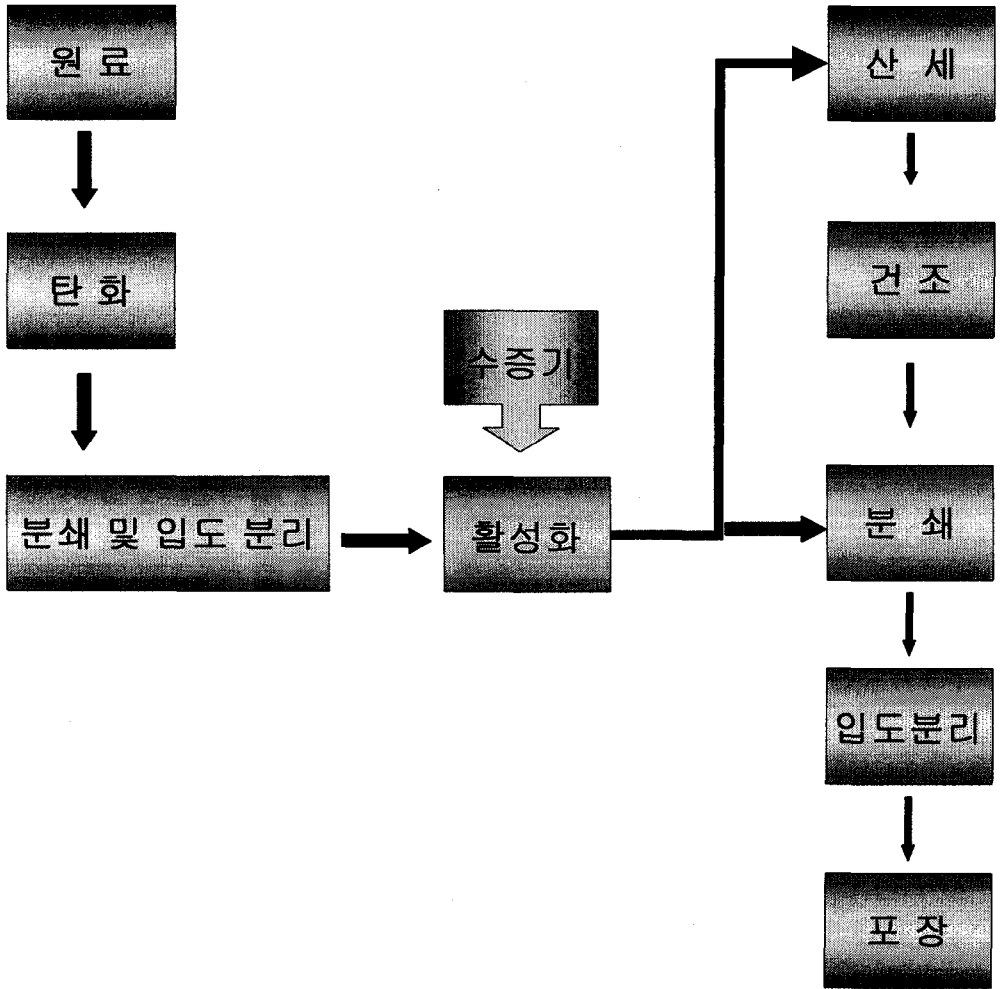 원 료
탄 화
분쇄 및 입도 분리
수증기
활성화
산 세
건 조
분 쇄
입도분리
포 장